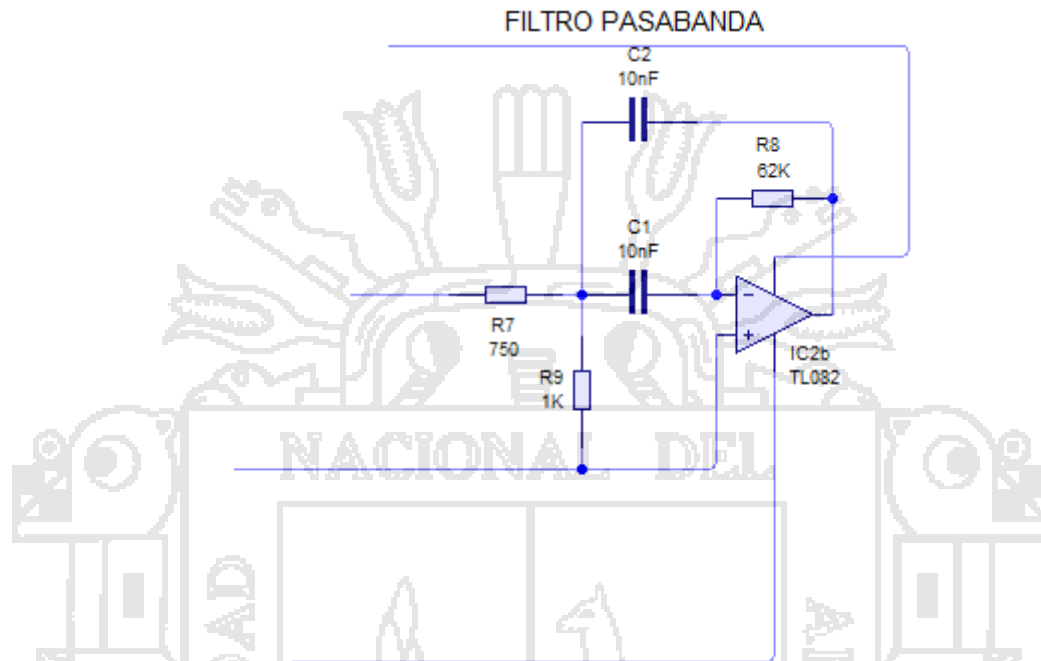 FILTRO PASABANDA
C2
10nF
R8
62K
C1
10nF
R7
750
R9
1K
IC2b
TL082
NACIONAL DEL